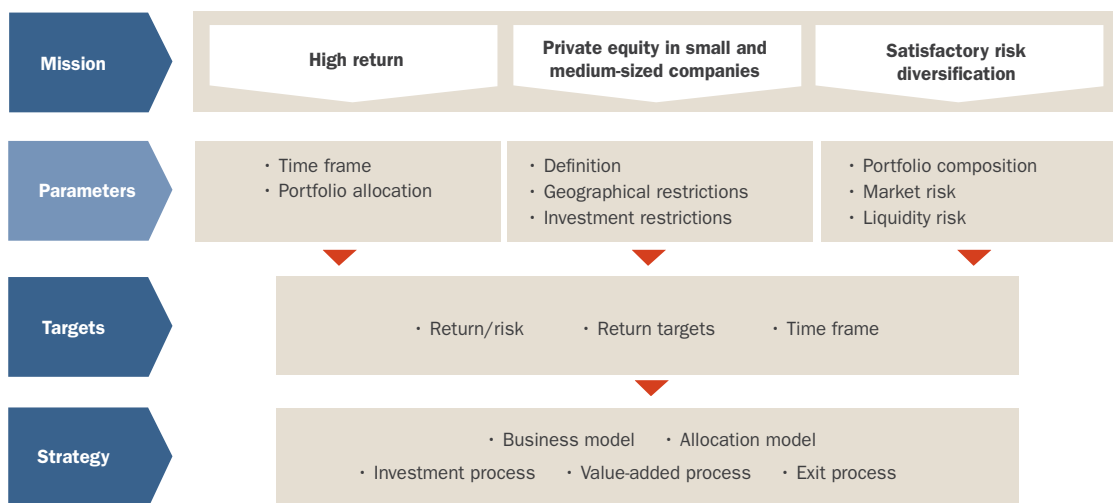 Mission
High return
Private equity in small and
medium-sized companies
Satisfactory risk
diversification
Parameters
· Time frame
· Portfolio allocation
· Definition
· Geographical restrictions
· Investment restrictions
· Portfolio composition
· Market risk
· Liquidity risk
Targets
· Return/risk · Return targets · Time frame
Strategy
· Business model · Allocation model
· Investment process · Value-added process · Exit process